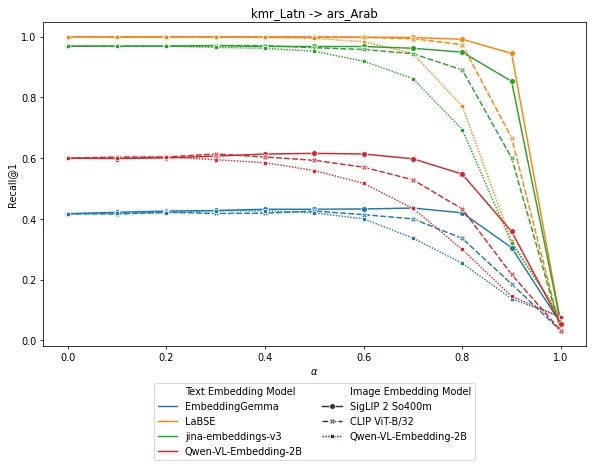 kmr_Latn -> ars_Arab
1.0
0.8
0.6
0.4
0.2
0.0
Recall@1
0.0 0.2 0.4 0.6 0.8 1.0
α
Text Embedding Model Image Embedding Model
EmbeddingGemma SigLIP 2 So400m
LaBSE CLIP ViT-B/32
jina-embeddings-v3 Qwen-VL-Embedding-2B
Qwen-VL-Embedding-2B